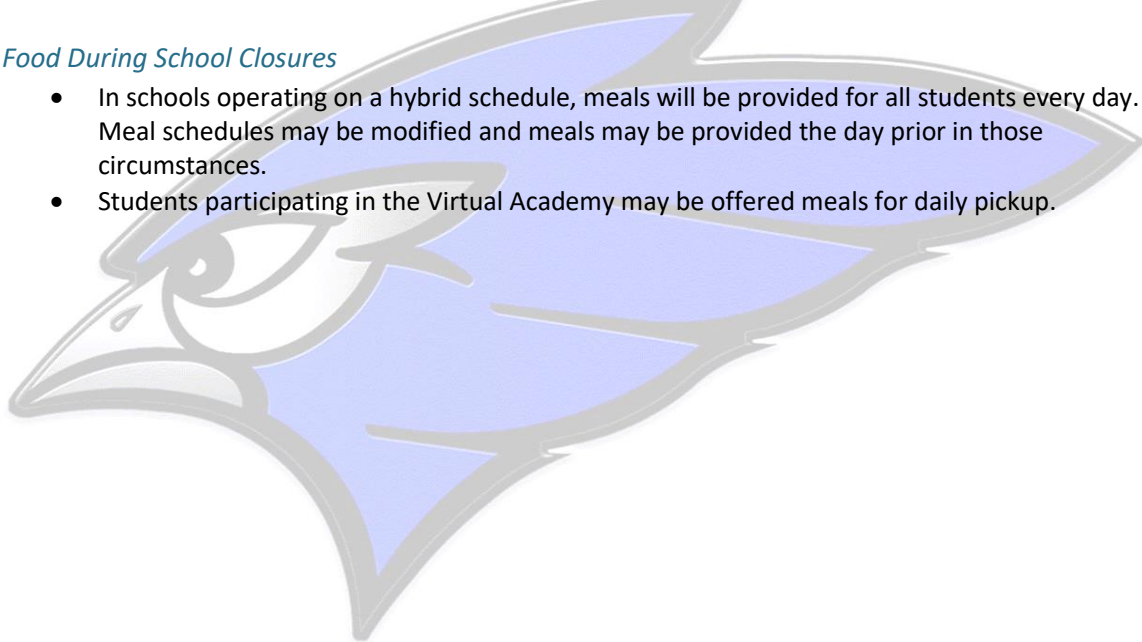 Food During School Closures
• In schools operating on a hybrid schedule, meals will be provided for all students every day.
Meal schedules may be modified and meals may be provided the day prior in those
circumstances.
• Students participating in the Virtual Academy may be offered meals for daily pickup.